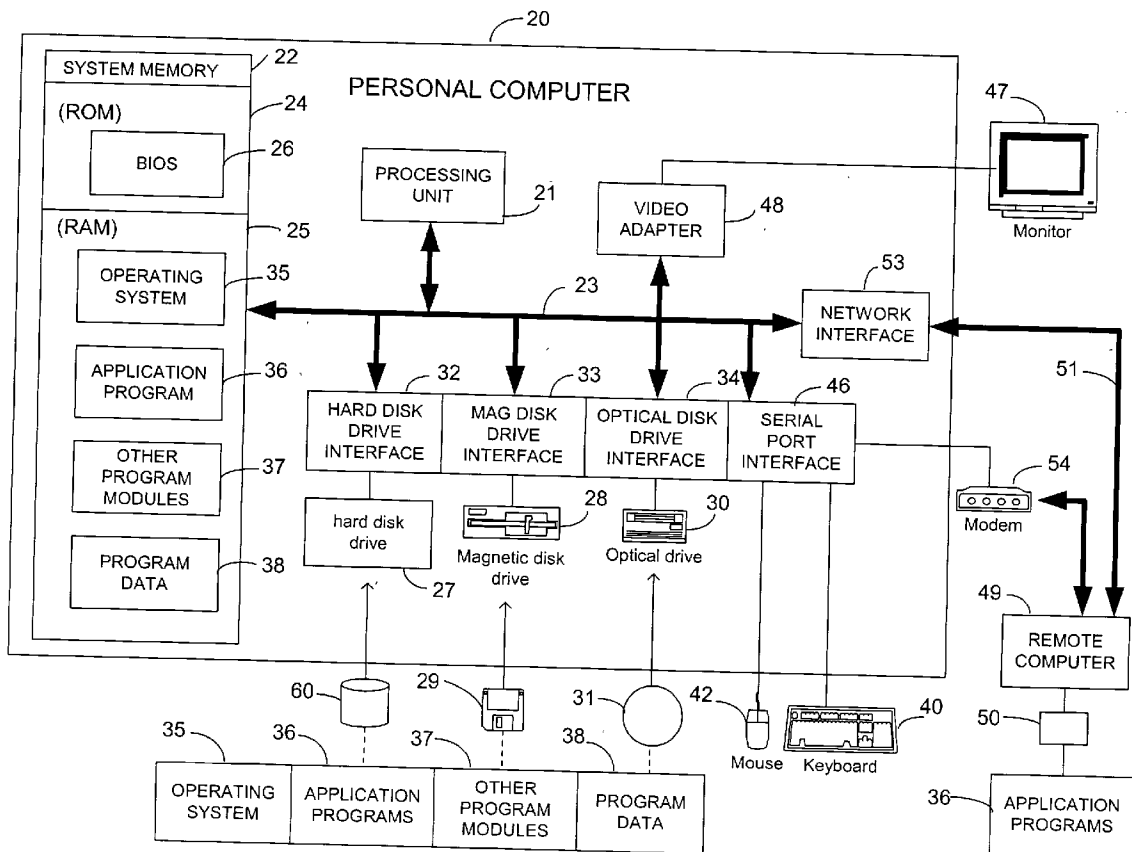 20
SYSTEM MEMORY
22
PERSONAL COMPUTER
47
24
(ROM)
BIOS
26
PROCESSING
UNIT
21
VIDEO
ADAPTER
48
Monitor
(RAM)
25
OPERATING
SYSTEM
35
23
53
NETWORK
INTERFACE
APPLICATION
PROGRAM
36
32
33
34
46
51
HARD DISK
DRIVE
INTERFACE
MAG DISK
DRIVE
INTERFACE
OPTICAL DISK
DRIVE
INTERFACE
SERIAL
PORT
INTERFACE
OTHER
PROGRAM
MODULES
37
54
Modem
hard disk
drive
27
28
Magnetic disk
drive
30
Optical drive
PROGRAM
DATA
38
49
REMOTE
COMPUTER
60
29
31
42
Mouse
40
Keyboard
50
35
36
37
38
OPERATING
SYSTEM
APPLICATION
PROGRAMS
OTHER
PROGRAM
MODULES
PROGRAM
DATA
36
APPLICATION
PROGRAMS